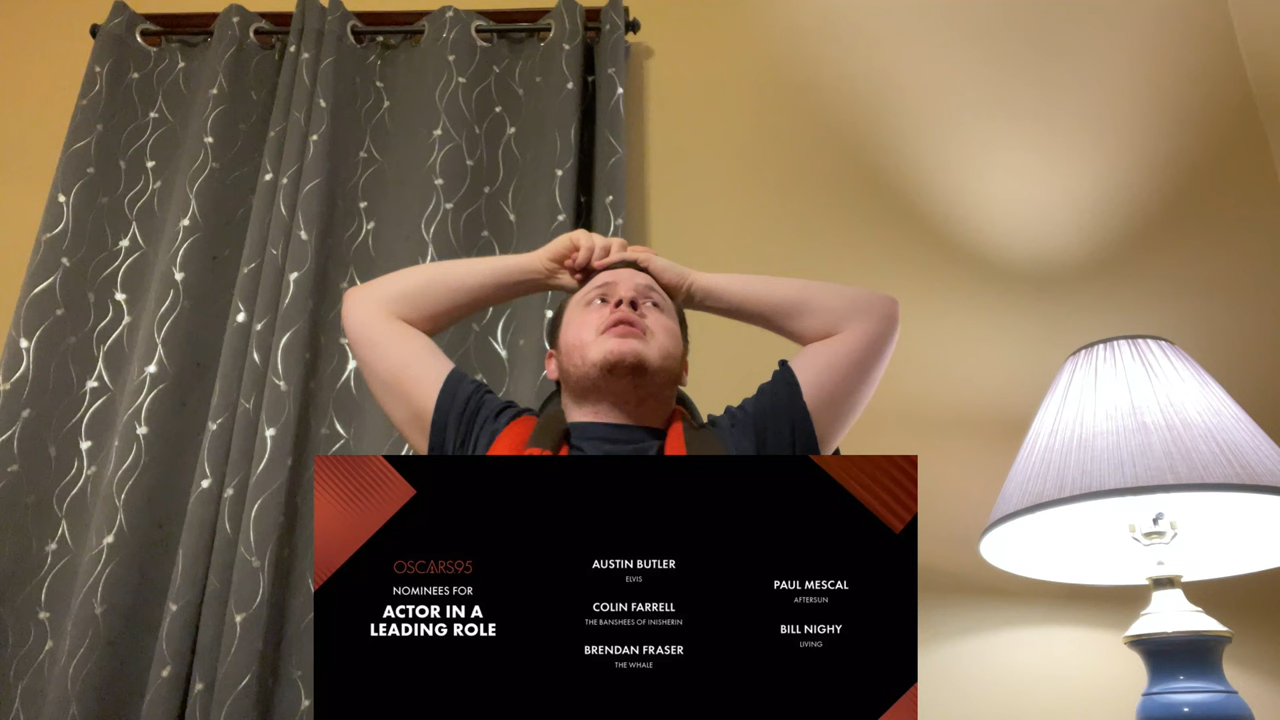 OSCARS95
NOMINEES FOR
ACTOR IN A
LEADING ROLE
AUSTIN BUTLER
ELVIS
COLIN FARRELL
THE BANSHEES OF INISHERIN
BRENDAN FRASER
THE WHALE
PAUL MESCAL
AFTERSUN
BILL NIGHY
LIVING